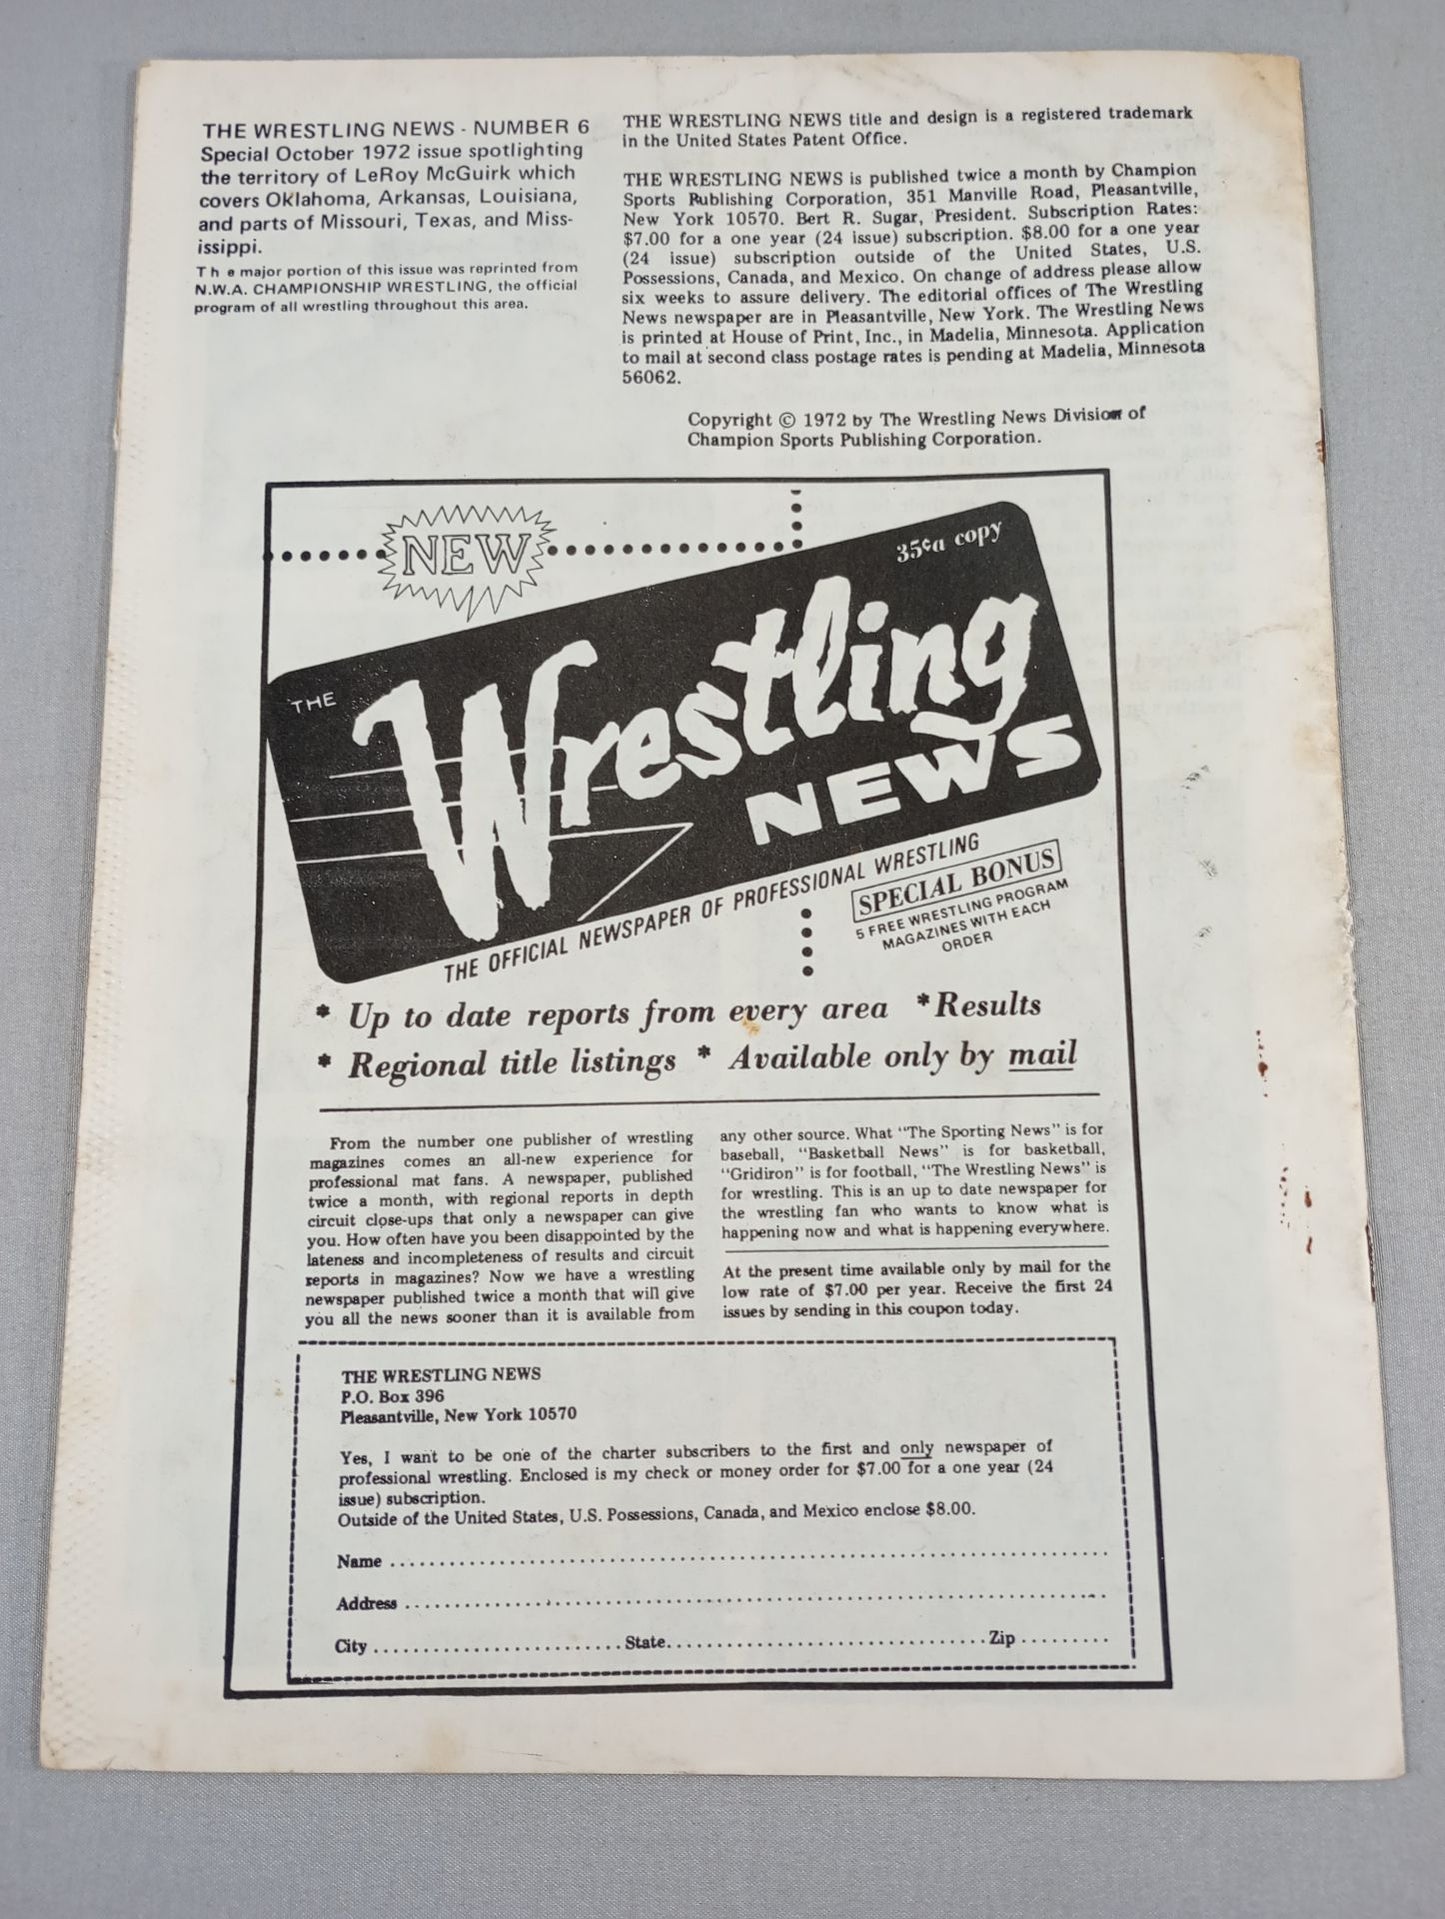 THE WRESTLING NEWS - NUMBER 6
Special October 1972 issue spotlighting
the territory of LeRoy McGuirk which
covers Oklahoma, Arkansas, Louisiana,
and parts of Missouri, Texas, and Miss-
issippi.
The major portion of this issue was reprinted from
N.W.A. CHAMPIONSHIP WRESTLING, the official
program of all wrestling throughout this area.
THE WRESTLING NEWS title and design is a registered trademark
in the United States Patent Office.
THE WRESTLING NEWS is published twice a month by Champion
Sports Publishing Corporation, 351 Manville Road, Pleasantville,
New York 10570. Bert R. Sugar, President. Subscription Rates:
$7.00 for a one year (24 issue) subscription. $8.00 for a one year
(24 issue) subscription outside of the United States, U.S.
Possessions, Canada, and Mexico. On change of address please allow
six weeks to assure delivery. The editorial offices of The Wrestling
News newspaper are in Pleasantville, New York. The Wrestling News
is printed at House of Print, Inc., in Madelia, Minnesota. Application
to mail at second class postage rates is pending at Madelia, Minnesota
56062.
Copyright © 1972 by The Wrestling News Division of
Champion Sports Publishing Corporation.
NEW
35¢ a copy
THE
Wrestling
NEWS
THE OFFICIAL NEWSPAPER OF PROFESSIONAL WRESTLING
SPECIAL BONUS
5 FREE WRESTLING PROGRAM
MAGAZINES WITH EACH
ORDER
* Up to date reports from every area *Results
* Regional title listings * Available only by mail
From the number one publisher of wrestling
magazines comes an all-new experience for
professional mat fans. A newspaper, published
twice a month, with regional reports in depth
circuit close-ups that only a newspaper can give
you. How often have you been disappointed by the
lateness and incompleteness of results and circuit
reports in magazines? Now we have a wrestling
newspaper published twice a month that will give
you all the news sooner than it is available from
any other source. What "The Sporting News" is for
baseball, "Basketball News" is for basketball,
"Gridiron" is for football, "The Wrestling News" is
for wrestling. This is an up to date newspaper for
the wrestling fan who wants to know what is
happening now and what is happening everywhere.
At the present time available only by mail for the
low rate of $7.00 per year. Receive the first 24
issues by sending in this coupon today.
THE WRESTLING NEWS
P.O. Box 396
Pleasantville, New York 10570
Yes, I want to be one of the charter subscribers to the first and only newspaper of
professional wrestling. Enclosed is my check or money order for $7.00 for a one year (24
issue) subscription.
Outside of the United States, U.S. Possessions, Canada, and Mexico enclose $8.00.
Name
Address
City State Zip